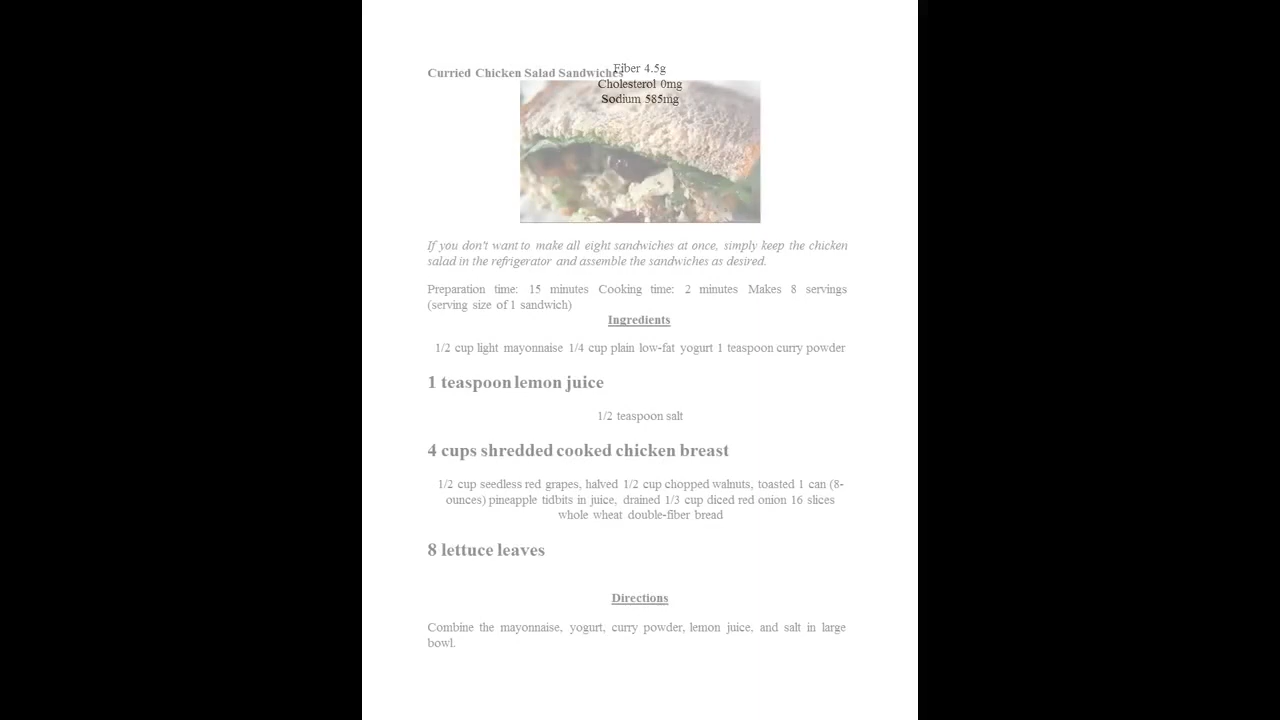 Fiber 4.5g
Curried Chicken Salad Sandwiches
Cholesterol 0mg
Sodium 585mg
If you don't want to make all eight sandwiches at once, simply keep the chicken
salad in the refrigerator and assemble the sandwiches as desired.
Preparation time: 15 minutes Cooking time: 2 minutes Makes 8 servings
(serving size of 1 sandwich)
Ingredients
1/2 cup light mayonnaise 1/4 cup plain low-fat yogurt 1 teaspoon curry powder
1 teaspoon lemon juice
1/2 teaspoon salt
4 cups shredded cooked chicken breast
1/2 cup seedless red grapes, halved 1/2 cup chopped walnuts, toasted 1 can (8-
ounces) pineapple tidbits in juice, drained 1/3 cup diced red onion 16 slices
whole wheat double-fiber bread
8 lettuce leaves
Directions
Combine the mayonnaise, yogurt, curry powder, lemon juice, and salt in large
bowl.